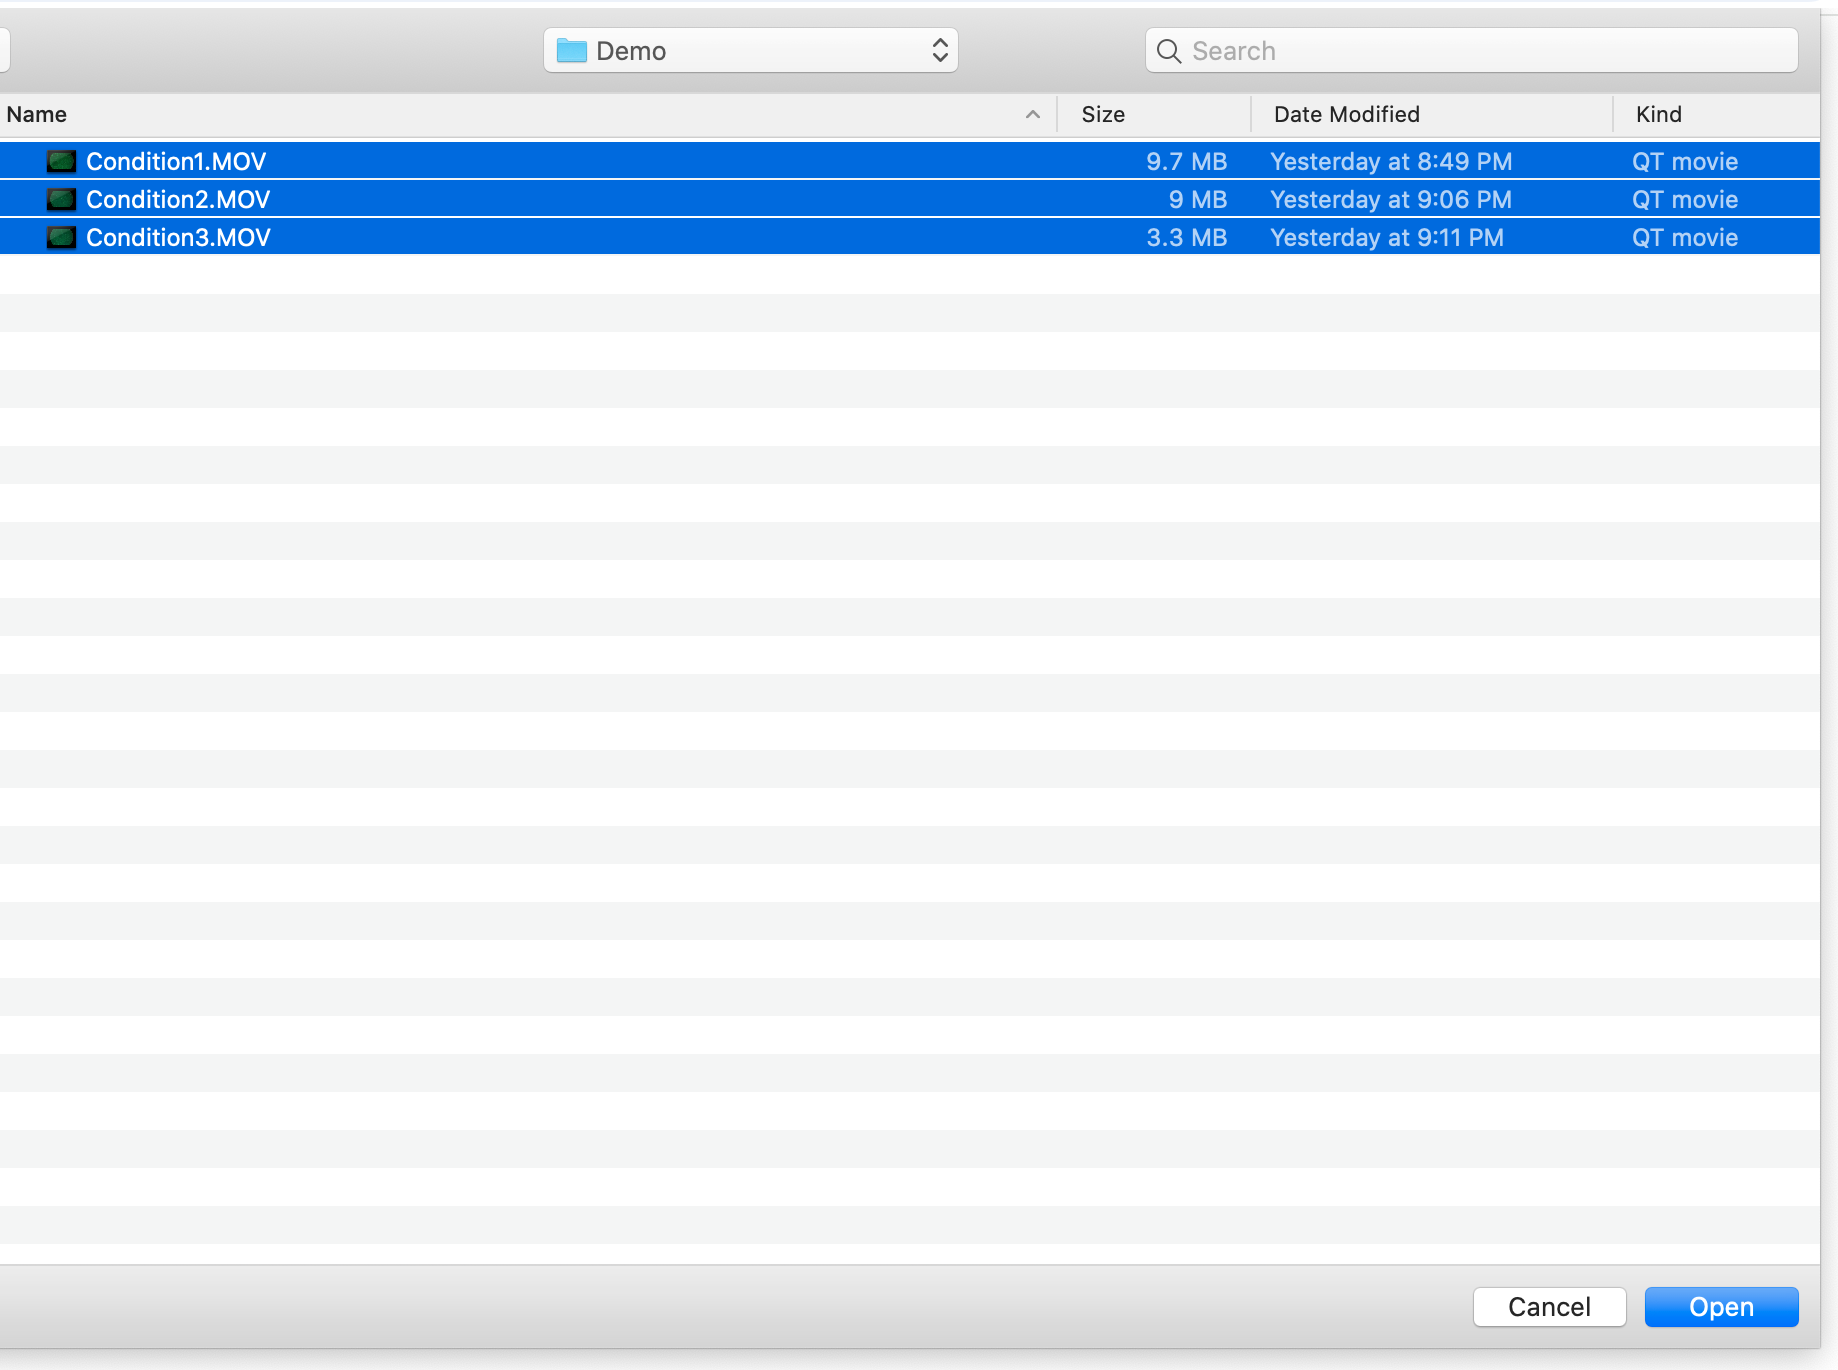 Demo
Search
Name Size Date Modified Kind
Condition1.MOV 9.7 MB Yesterday at 8:49 PM QT movie
Condition2.MOV 9 MB Yesterday at 9:06 PM QT movie
Condition3.MOV 3.3 MB Yesterday at 9:11 PM QT movie
Cancel Open